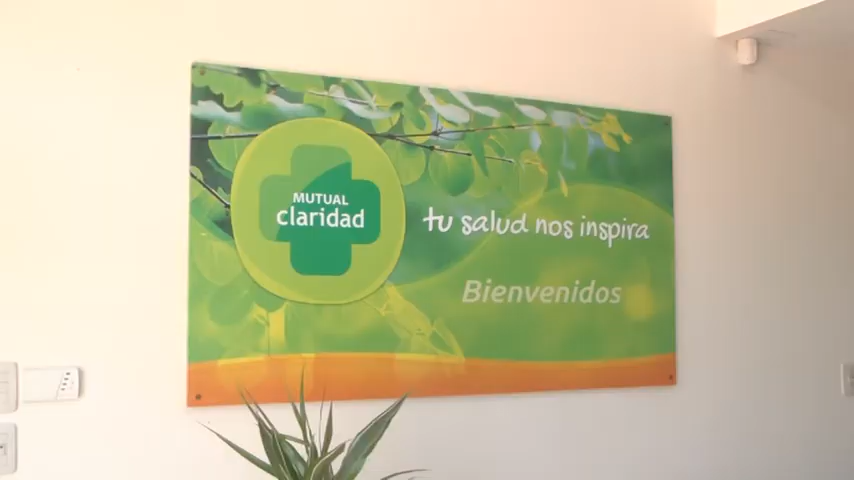 MUTUAL
claridad
tu salud nos inspira
Bienvenidos